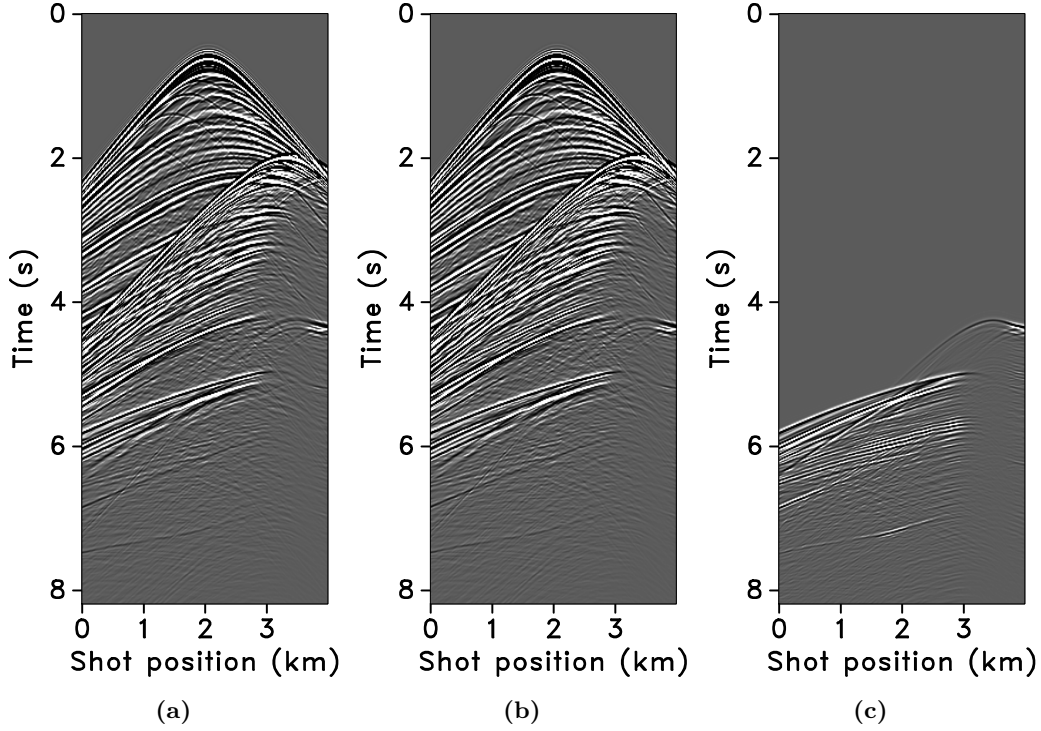 0 0 0
2 2 2
4 4 4
6 6 6
8 8 8
Time (s) Time (s) Time (s)
0 1 2 3 0 1 2 3 0 1 2 3
Shot position (km) Shot position (km) Shot position (km)
(a) (b) (c)